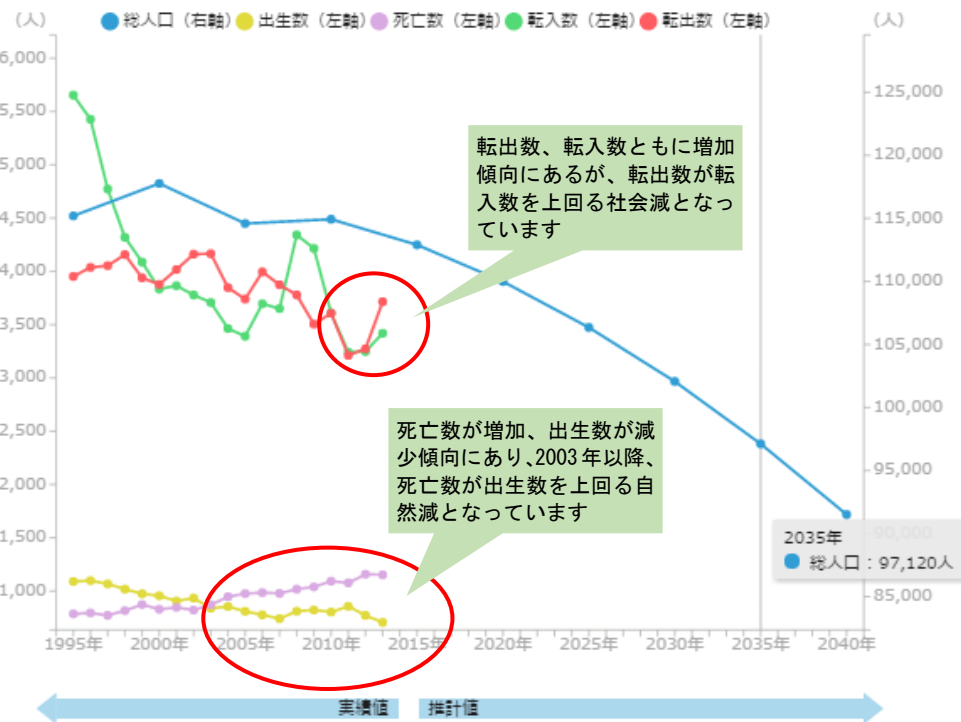 （人）
総人口（右軸） 出生数（左軸） 死亡数（左軸） 転入数（左軸） 転出数（左軸）
（人）
6,000
5,500
5,000
4,500
4,000
3,500
3,000
2,500
2,000
1,500
1,000
125,000
120,000
115,000
110,000
105,000
100,000
95,000
90,000
85,000
転出数、転入数ともに増加
傾向にあるが、転出数が転
入数を上回る社会減となっ
ています
死亡数が増加、出生数が減
少傾向にあり、2003年以降、
死亡数が出生数を上回る自
然減となっています
2035年
総人口：97,120人
1995年 2000年 2005年 2010年 2015年 2020年 2025年 2030年 2035年 2040年
実績値 推計値